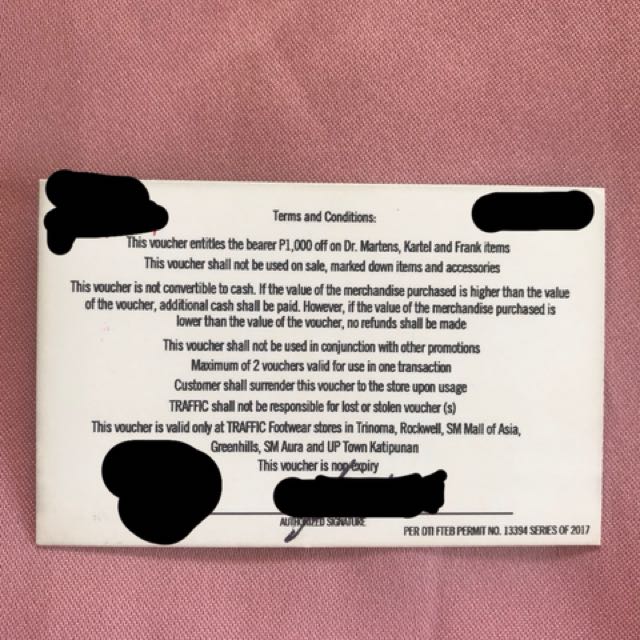 Terms and Conditions:
This voucher entitles the bearer P1,000 off on Dr. Martens, Kartel and Frank items
This voucher shall not be used on sale, marked down items and accessories
This voucher is not convertible to cash. If the value of the merchandise purchased is higher than the value
of the voucher, additional cash shall be paid. However, if the value of the merchandise purchased is
lower than the value of the voucher, no refunds shall be made
This voucher shall not be used in conjunction with other promotions
Maximum of 2 vouchers valid for use in one transaction
Customer shall surrender this voucher to the store upon usage
TRAFFIC shall not be responsible for lost or stolen voucher (s)
This voucher is valid only at TRAFFIC Footwear stores in Trinoma, Rockwell, SM Mall of Asia,
Greenhills, SM Aura and UP Town Katipunan
This voucher is non expiry
AUTHORIZED SIGNATURE
PER DTI FTEB PERMIT NO. 13394 SERIES OF 2017